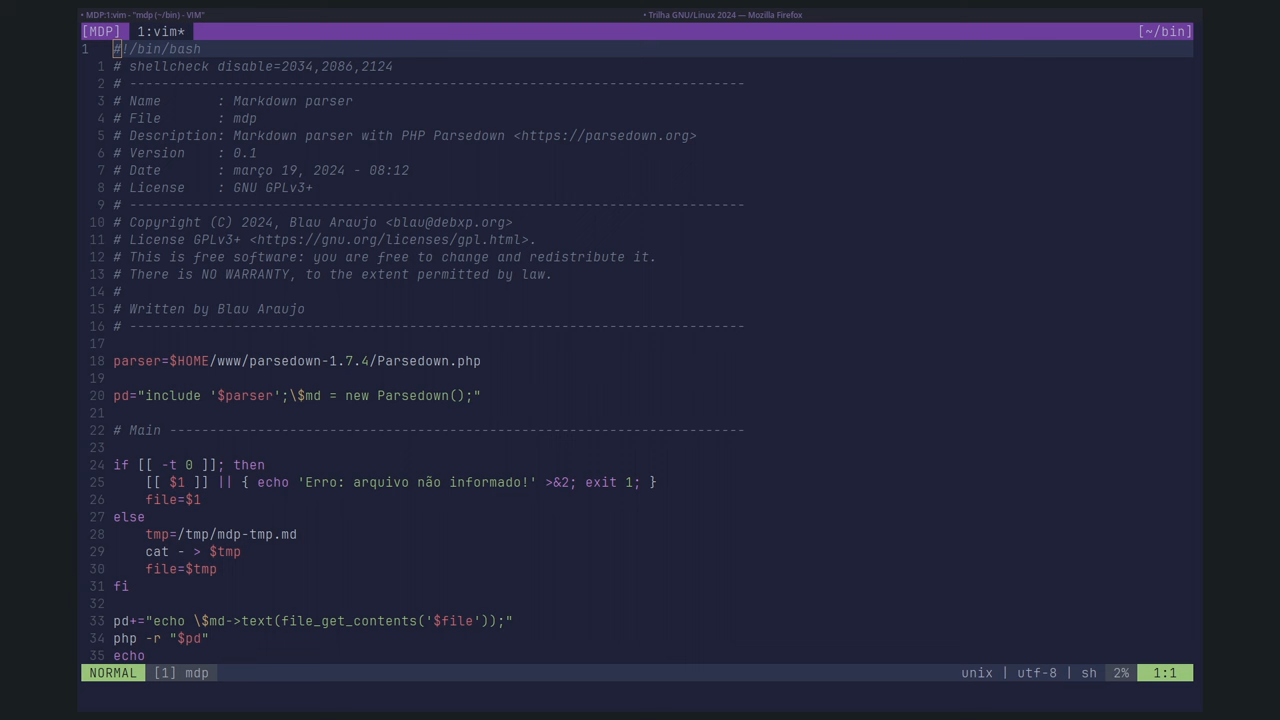 • MDP:1:vim - "mdp (~/bin) - VIM"
• Trilha GNU/Linux 2024 — Mozilla Firefox
[MDP] 1:vim* [~/bin]
1 #!/bin/bash
1 # shellcheck disable=2034,2086,2124
2 # -----------------------------------------------------------------------------
3 # Name       : Markdown parser
4 # File       : mdp
5 # Description: Markdown parser with PHP Parsedown <https://parsedown.org>
6 # Version    : 0.1
7 # Date       : março 19, 2024 - 08:12
8 # License    : GNU GPLv3+
9 # -----------------------------------------------------------------------------
10 # Copyright (C) 2024, Blau Araujo <blau@debxp.org>
11 # License GPLv3+ <https://gnu.org/licenses/gpl.html>.
12 # This is free software: you are free to change and redistribute it.
13 # There is NO WARRANTY, to the extent permitted by law.
14 #
15 # Written by Blau Araujo
16 # -----------------------------------------------------------------------------
17
18 parser=$HOME/www/parsedown-1.7.4/Parsedown.php
19
20 pd="include '$parser';\$md = new Parsedown();"
21
22 # Main ------------------------------------------------------------------------
23
24 if [[ -t 0 ]]; then
25     [[ $1 ]] || { echo 'Erro: arquivo não informado!' >&2; exit 1; }
26     file=$1
27 else
28     tmp=/tmp/mdp-tmp.md
29     cat - > $tmp
30     file=$tmp
31 fi
32
33 pd+="echo \$md->text(file_get_contents('$file'));"
34 php -r "$pd"
35 echo
NORMAL [1] mdp unix | utf-8 | sh 2% 1:1